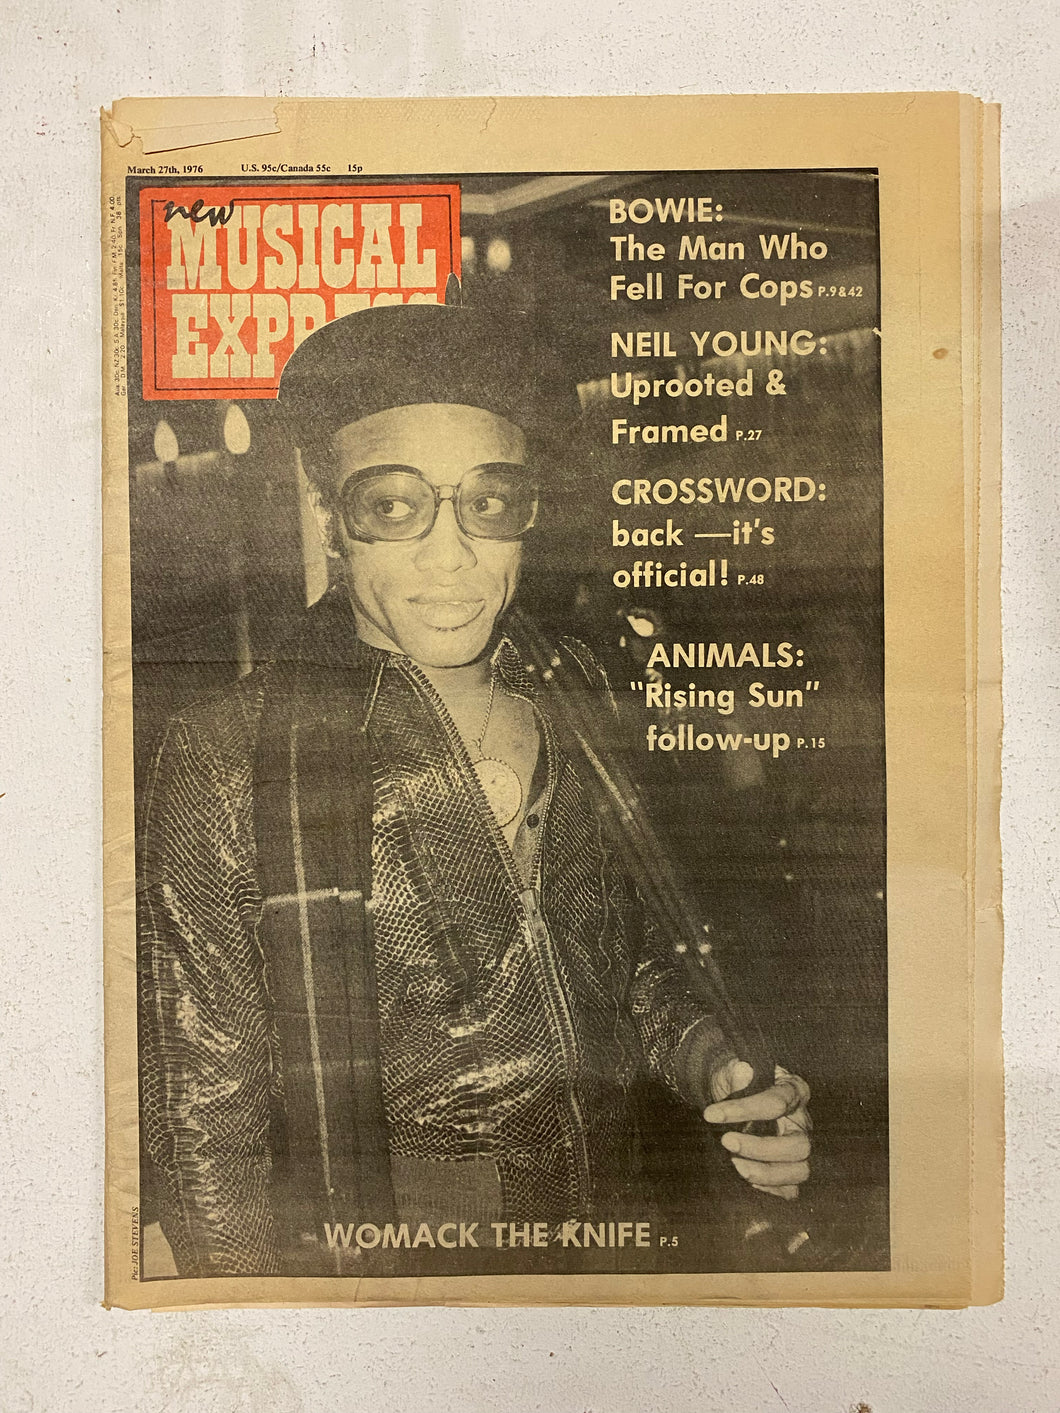 March 27th, 1976 U.S. 95c/Canada 55c 15p
new
MUSICAL
EXPRESS
BOWIE:
The Man Who
Fell For Cops P.9&42
NEIL YOUNG:
Uprooted &
Framed P.27
CROSSWORD:
back —it's
official! P.48
ANIMALS:
"Rising Sun"
follow-up P.15
WOMACK THE KNIFE P.5
Pic: JOE STEVENS